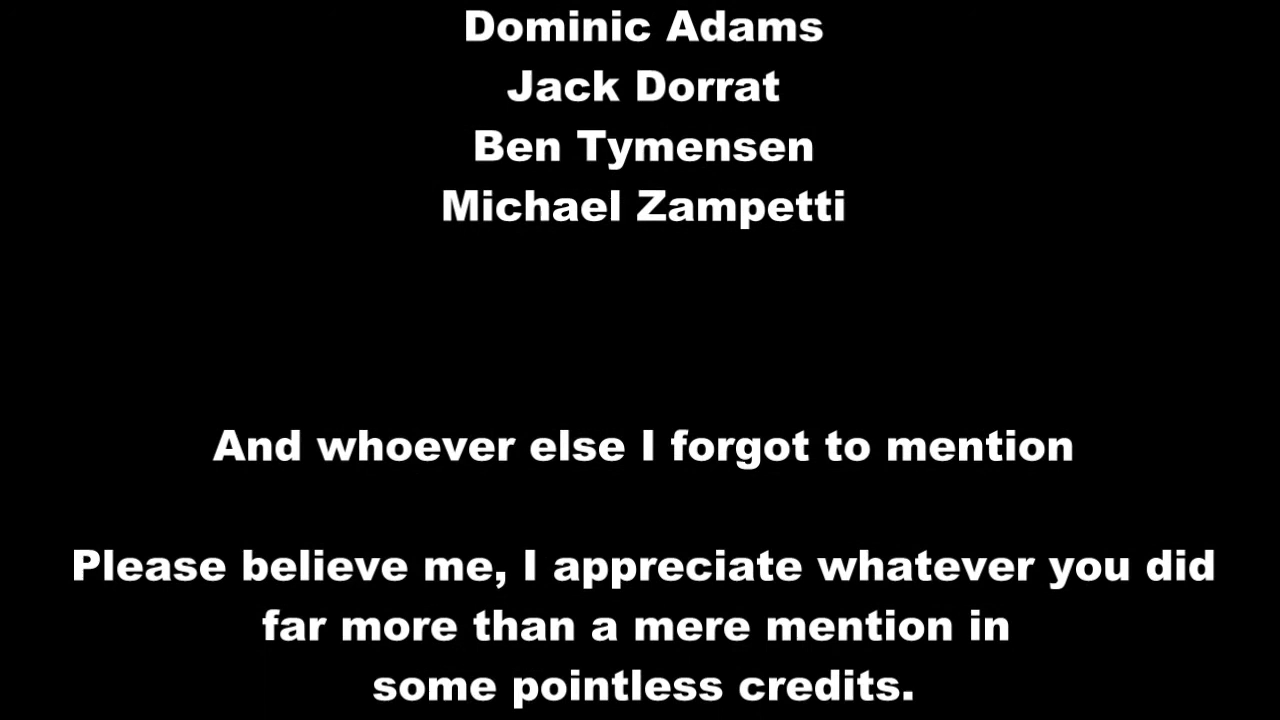 Dominic Adams
Jack Dorrat
Ben Tymensen
Michael Zampetti
And whoever else I forgot to mention
Please believe me, I appreciate whatever you did
far more than a mere mention in
some pointless credits.